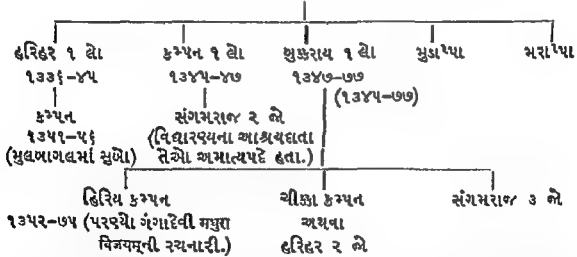 હરિહર ૧ લો કમ્પન ૧ લો શુક્કરાય ૧ લો મુડાપ્પા મરાપ્પા
૧૩૩૬-૪૫ ૧૩૪૫-૪૭ ૧૩૪૭-૭૭
(૧૩૪૫-૭૭)
કમ્પન સંગમરાજ ૨ જો
૧૩૫૧-૫૬ (વિદ્યારણ્યના આશ્રયદાતા
(મુલબાગલમાં સુબો) તેઓ અમાત્યપદે હતા.)
હિરિય કમ્પન ચીક્કા કમ્પન સંગમરાજ ૩ જો
૧૩૫૨-૭૫ (પરણ્યો ગંગાદેવી મધુરા અથવા
વિજયમ્ની રચનારી.) હરિહર ૨ જો